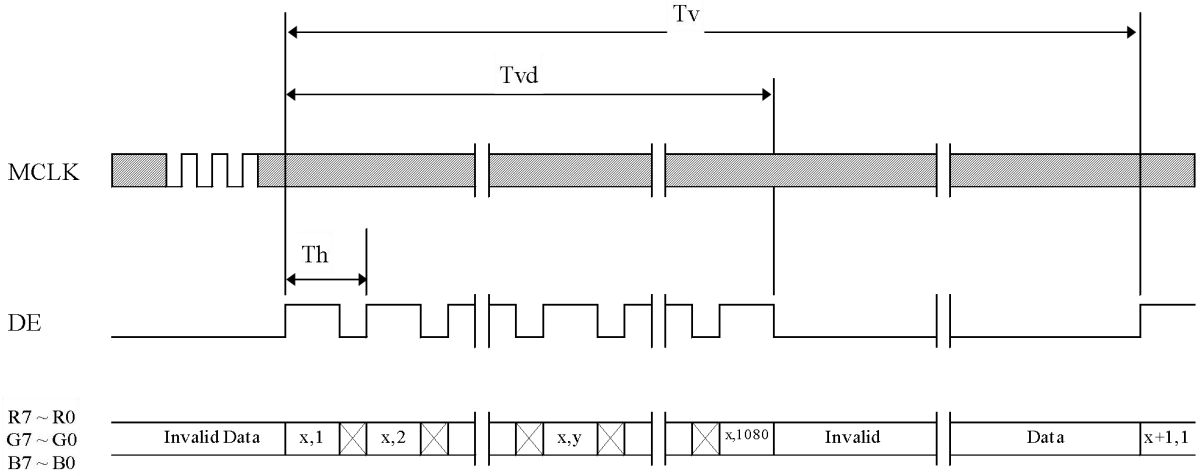 Tv
Tvd
MCLK
Th
DE
R7 ~ R0
G7 ~ G0
B7 ~ B0
Invalid Data
x,1
x,2
x,y
x,1080
Invalid
Data
x+1,1